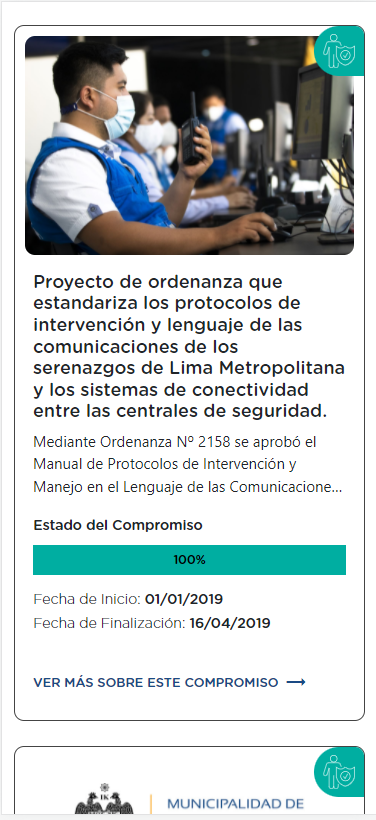 Proyecto de ordenanza que
estandariza los protocolos de
intervención y lenguaje de las
comunicaciones de los
serenazgos de Lima Metropolitana
y los sistemas de conectividad
entre las centrales de seguridad.
Mediante Ordenanza Nº 2158 se aprobó el
Manual de Protocolos de Intervención y
Manejo en el Lenguaje de las Comunicacione...
Estado del Compromiso
100%
Fecha de Inicio: 01/01/2019
Fecha de Finalización: 16/04/2019
VER MÁS SOBRE ESTE COMPROMISO →
IK
MUNICIPALIDAD DE